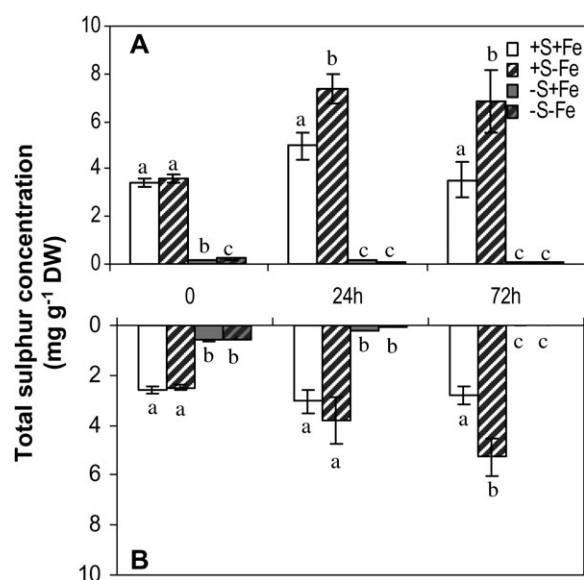 Total sulphur concentration
(mg g-1 DW)
10
A
+S+Fe
+S-Fe
-S+Fe
-S-Fe
8
6
4
2
0
a a b c
a b c c
a b c c
0 24h 72h
0
2
4
6
8
10
a a b b
a a b b
a b c c
B